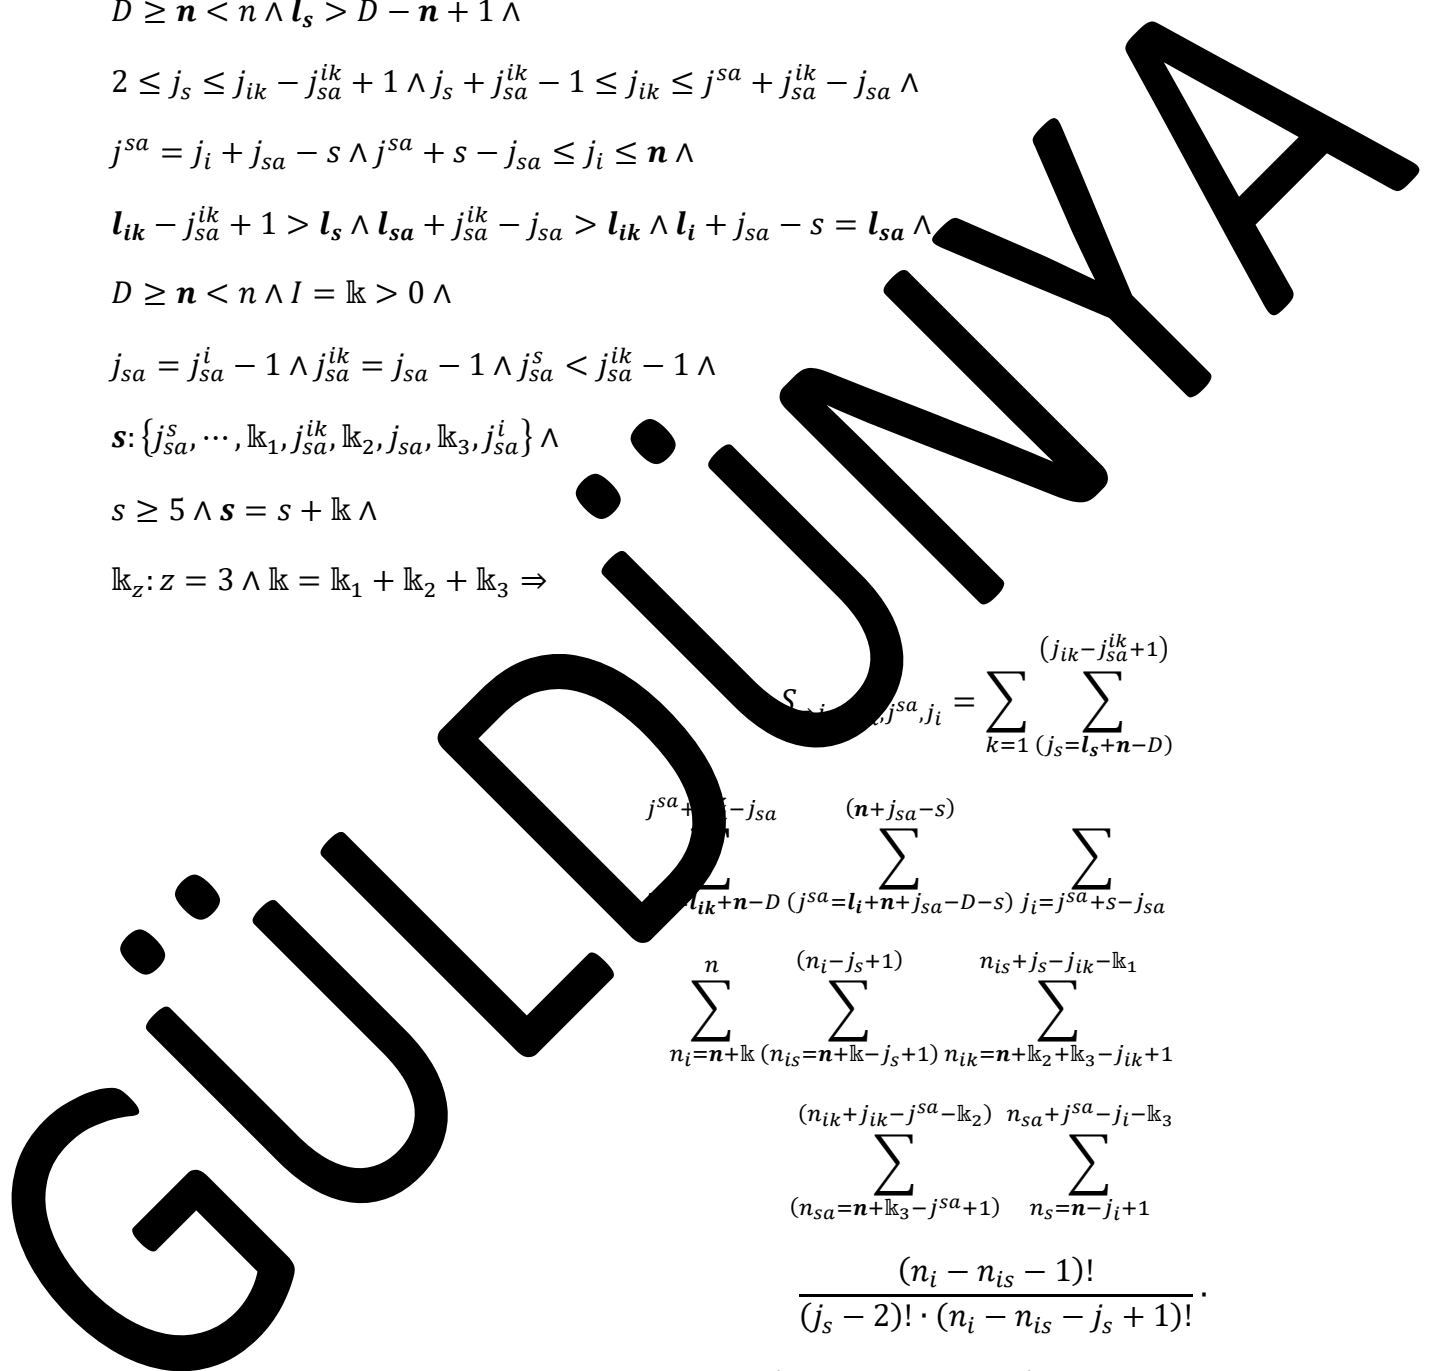 D ≥ 𝒏 < n ∧ 𝒍ₛ > D − 𝒏 + 1 ∧
2 ≤ j_s ≤ j_{ik} − j_{sa}^{ik} + 1 ∧ j_s + j_{sa}^{ik} − 1 ≤ j_{ik} ≤ j^{sa} + j_{sa}^{ik} − j_{sa} ∧
j^{sa} = j_i + j_{sa} − s ∧ j^{sa} + s − j_{sa} ≤ j_i ≤ 𝒏 ∧
𝒍_{ik} − j_{sa}^{ik} + 1 > 𝒍_s ∧ 𝒍_{sa} + j_{sa}^{ik} − j_{sa} > 𝒍_{ik} ∧ 𝒍_i + j_{sa} − s = 𝒍_{sa} ∧
D ≥ 𝒏 < n ∧ I = 𝕜 > 0 ∧
j_{sa} = j_{sa}^{i} − 1 ∧ j_{sa}^{ik} = j_{sa} − 1 ∧ j_{sa}^{s} < j_{sa}^{ik} − 1 ∧
𝒔: {j_{sa}^{s}, ⋯, 𝕜_1, j_{sa}^{ik}, 𝕜_2, j_{sa}, 𝕜_3, j_{sa}^{i}} ∧
s ≥ 5 ∧ 𝒔 = s + 𝕜 ∧
𝕜_z: z = 3 ∧ 𝕜 = 𝕜_1 + 𝕜_2 + 𝕜_3 ⇒
(j_{ik}−j_{sa}^{ik}+1)
S j^{sa},j_i = ∑ ∑
k=1 (j_s=𝒍_s+𝒏−D)
j^{sa}+ −j_{sa} (𝒏+j_{sa}−s)
∑ ∑ ∑
𝒍_{ik}+𝒏−D (j^{sa}=𝒍_i+𝒏+j_{sa}−D−s) j_i=j^{sa}+s−j_{sa}
n (n_i−j_s+1) n_{is}+j_s−j_{ik}−𝕜_1
∑ ∑ ∑
n_i=𝒏+𝕜 (n_{is}=𝒏+𝕜−j_s+1) n_{ik}=𝒏+𝕜_2+𝕜_3−j_{ik}+1
(n_{ik}+j_{ik}−j^{sa}−𝕜_2) n_{sa}+j^{sa}−j_i−𝕜_3
∑ ∑
(n_{sa}=𝒏+𝕜_3−j^{sa}+1) n_s=𝒏−j_i+1
(n_i − n_{is} − 1)!
(j_s − 2)! · (n_i − n_{is} − j_s + 1)! ·
GÜLDÜNYA